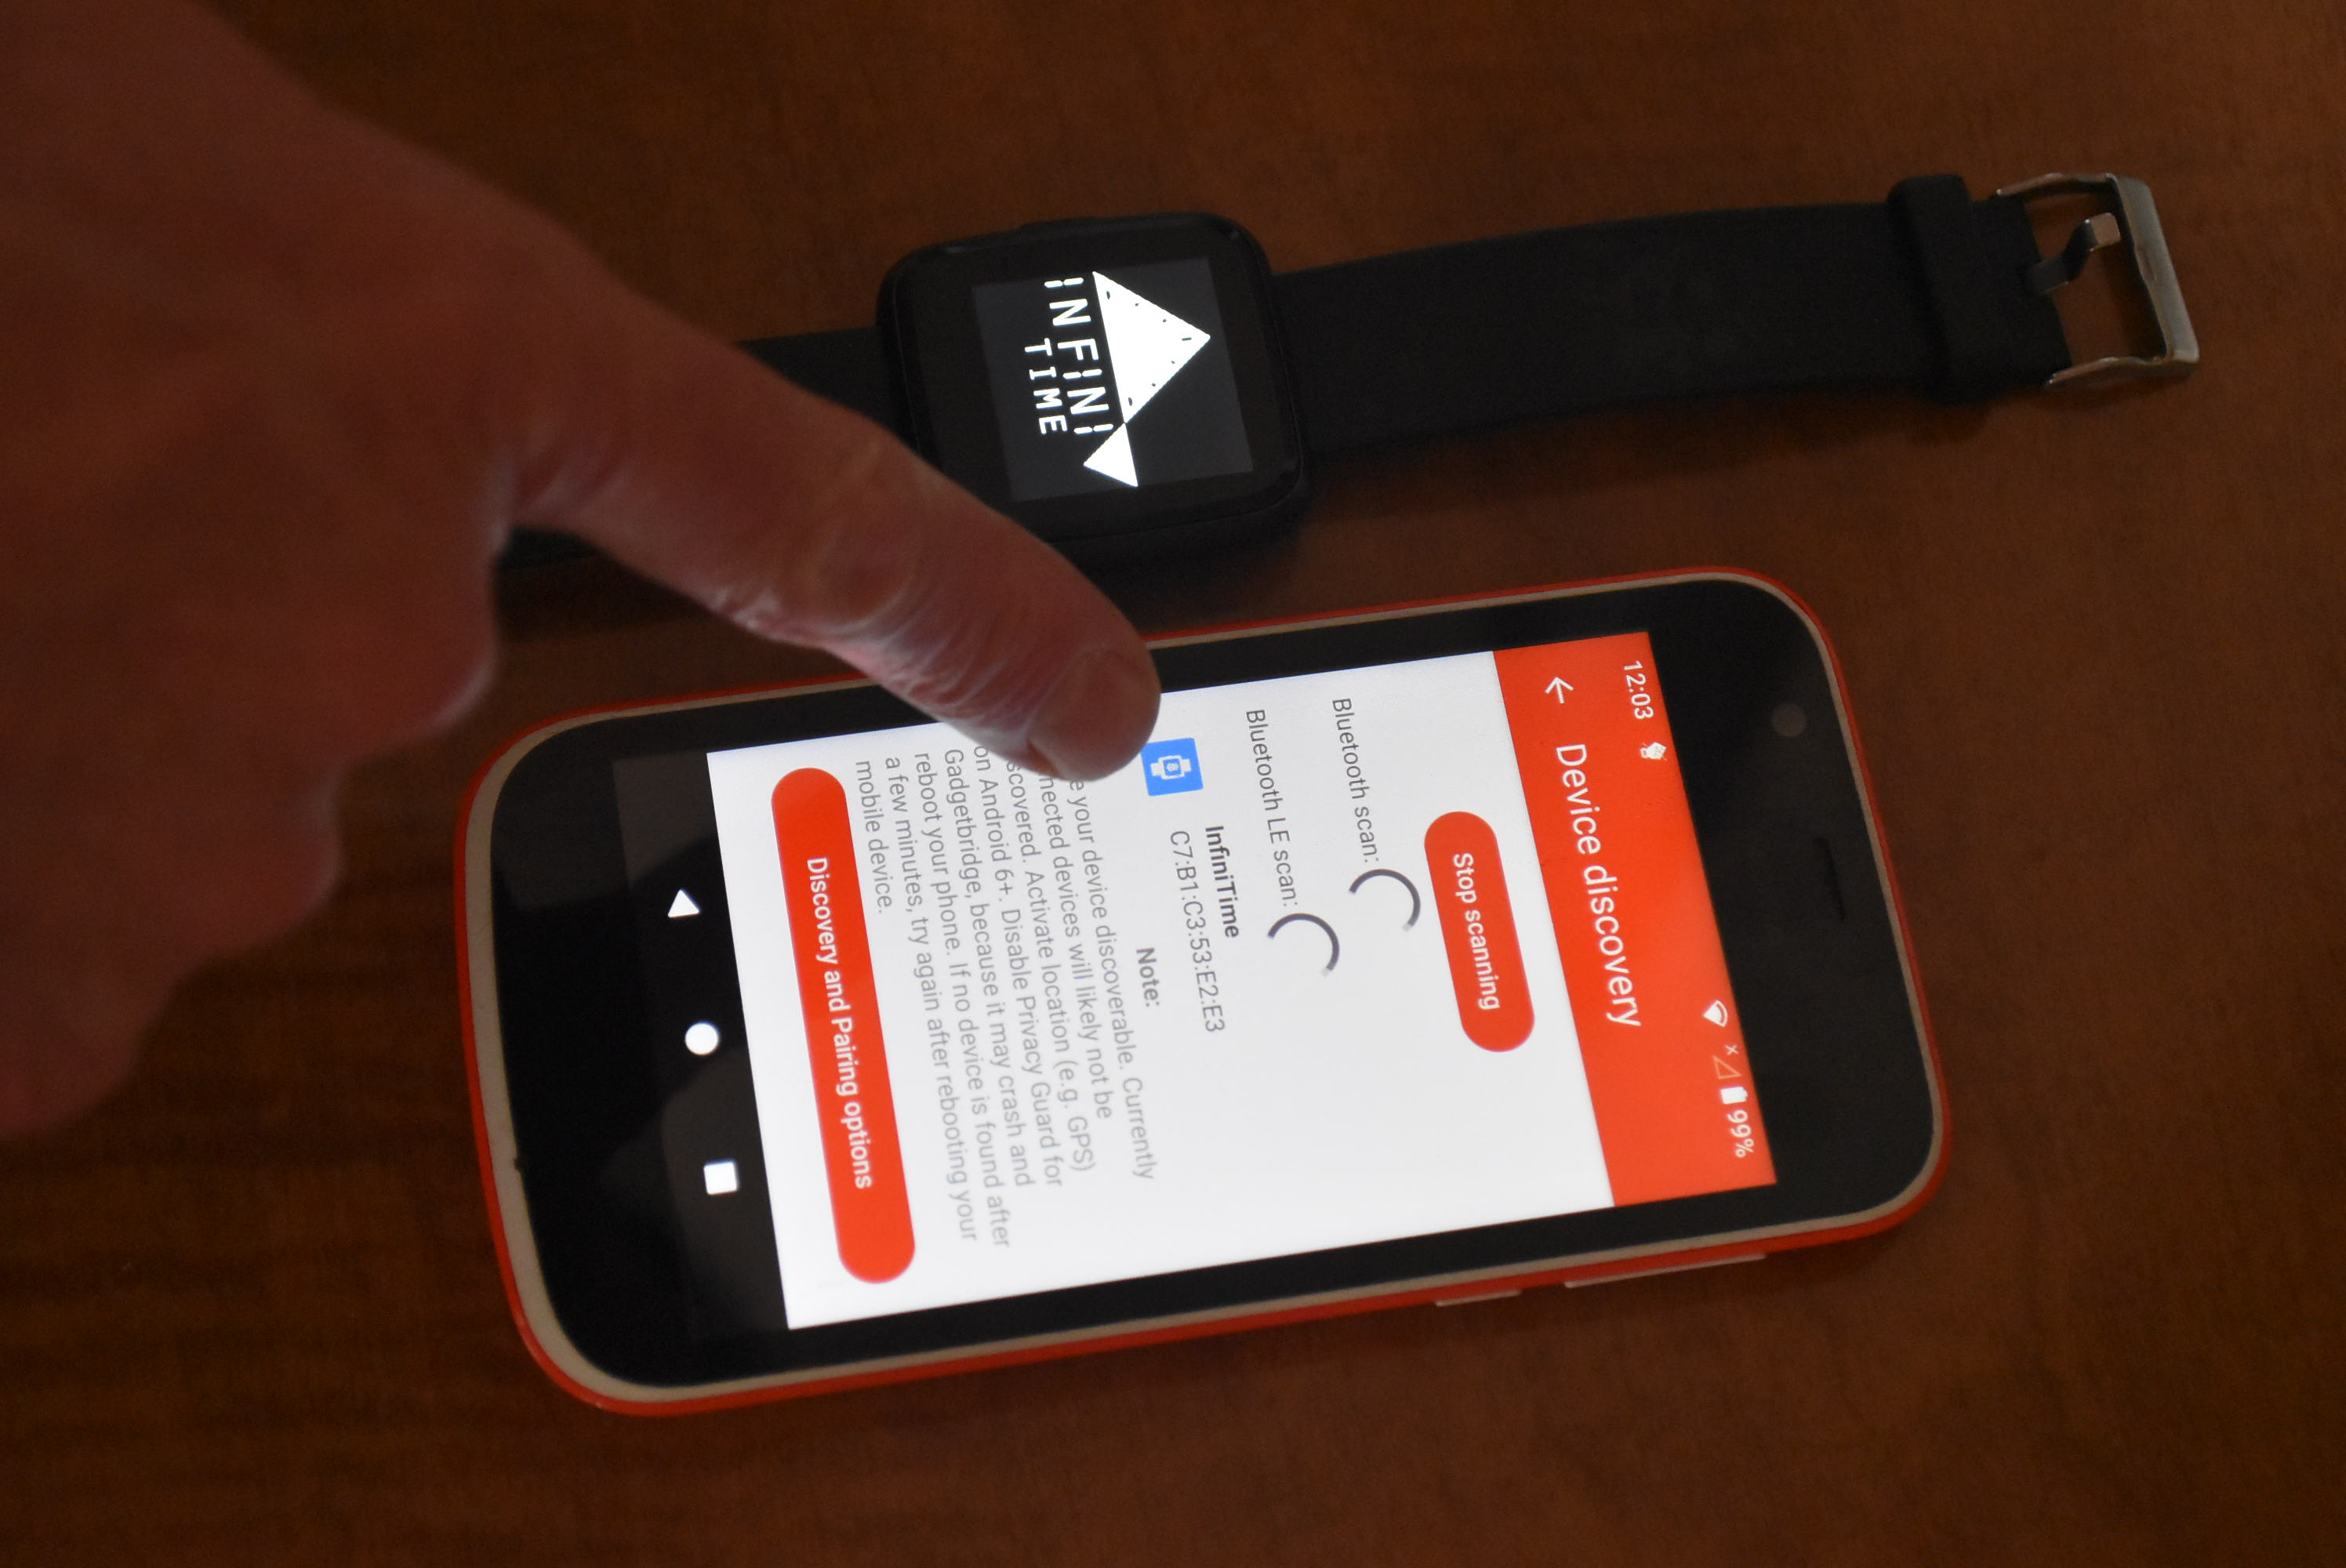 INFINI
TIME
12:03
99%
Device discovery
Stop scanning
Bluetooth scan:
Bluetooth LE scan:
InfiniTime
C7:B1:C3:53:E2:E3
Note:
your device discoverable. Currently
devices will likely not be
Activate location (e.g. GPS)
on Android 6+. Disable Privacy Guard for
Gadgetbridge, because it may crash and
reboot your phone. If no device is found after
a few minutes, try again after rebooting your
mobile device.
Discovery and Pairing options